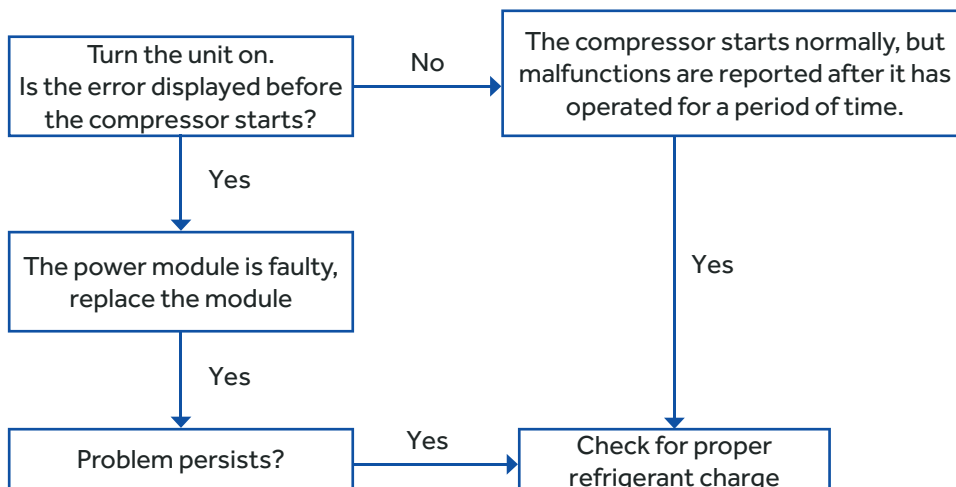 Turn the unit on.
Is the error displayed before
the compressor starts?
No
The compressor starts normally, but
malfunctions are reported after it has
operated for a period of time.
Yes
The power module is faulty,
replace the module
Yes
Yes
Problem persists?
Yes
Check for proper
refrigerant charge